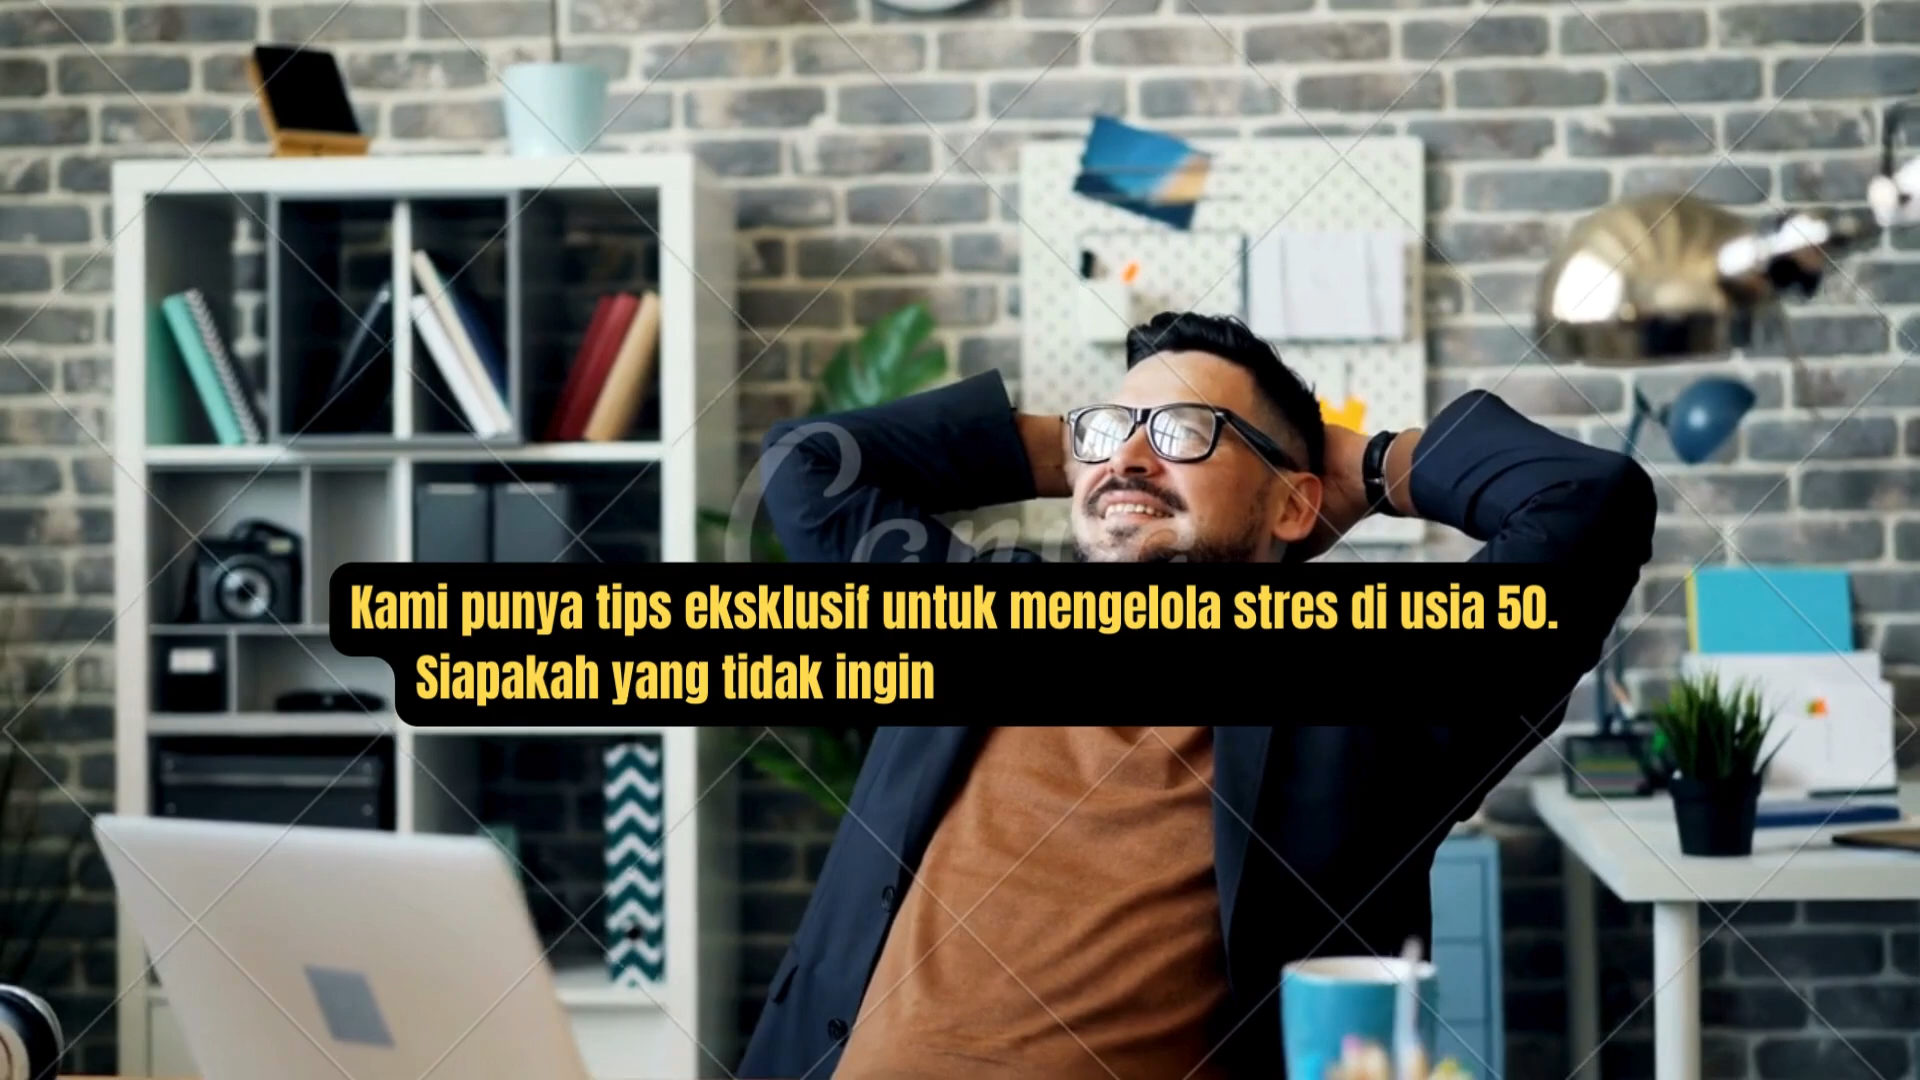 Kami punya tips eksklusif untuk mengelola stres di usia 50.
Siapakah yang tidak ingin